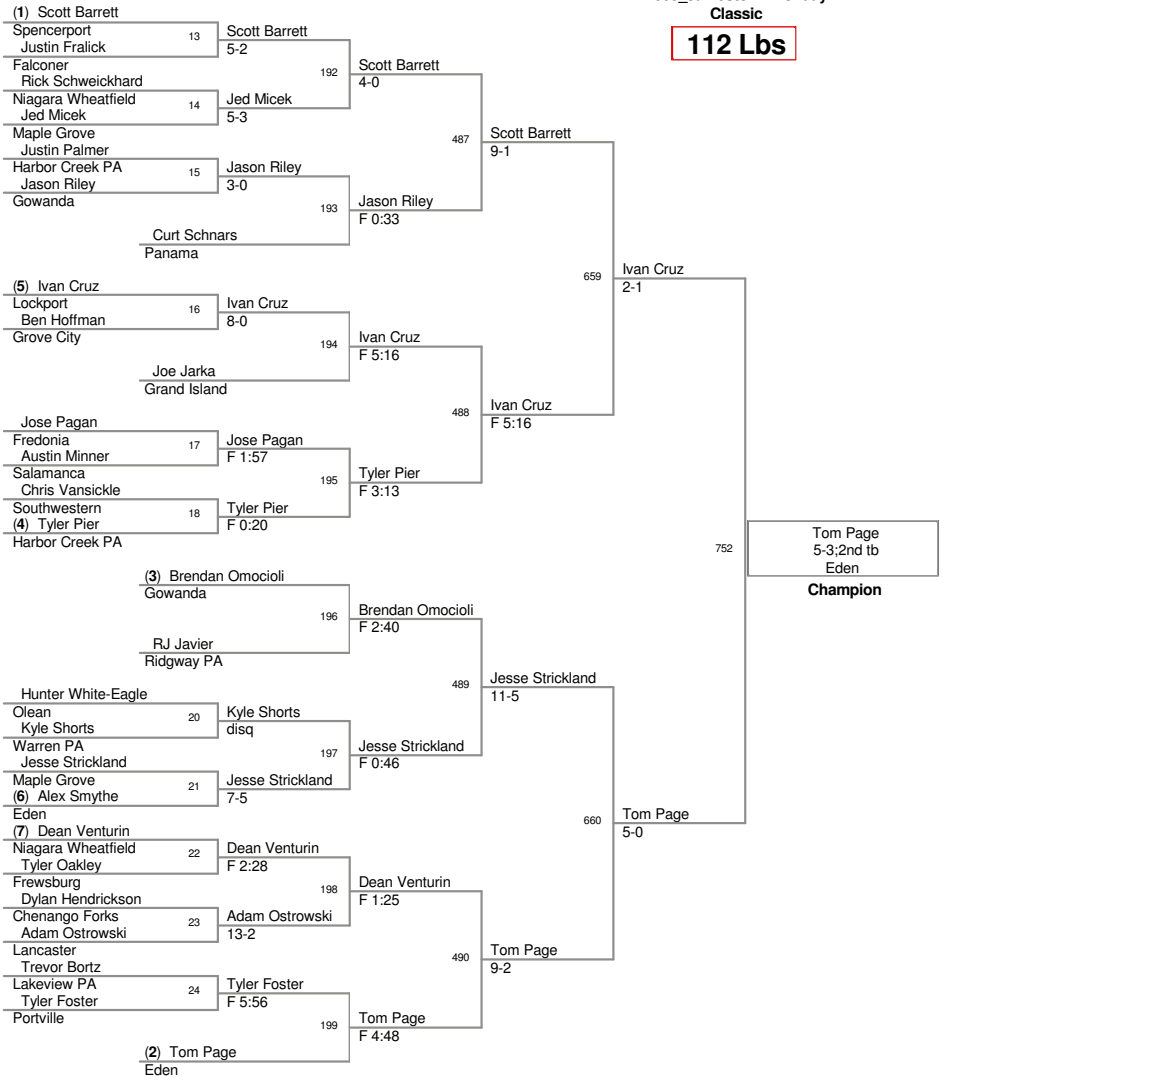 Classic
112 Lbs
(1) Scott Barrett
Spencerport
13
Justin Fralick
Falconer
Scott Barrett
5-2
Rick Schweickhard
Niagara Wheatfield
14
Jed Micek
Maple Grove
Jed Micek
5-3
192
Scott Barrett
4-0
Justin Palmer
Harbor Creek PA
15
Jason Riley
Gowanda
Jason Riley
3-0
193
Curt Schnars
Panama
Jason Riley
F 0:33
487
Scott Barrett
9-1
(5) Ivan Cruz
Lockport
16
Ben Hoffman
Grove City
Ivan Cruz
8-0
194
Joe Jarka
Grand Island
Ivan Cruz
F 5:16
Jose Pagan
Fredonia
17
Austin Minner
Salamanca
Jose Pagan
F 1:57
Chris Vansickle
Southwestern
18
(4) Tyler Pier
Harbor Creek PA
Tyler Pier
F 0:20
195
Tyler Pier
F 3:13
488
Ivan Cruz
F 5:16
659
Ivan Cruz
2-1
(3) Brendan Omocioli
Gowanda
196
RJ Javier
Ridgway PA
Brendan Omocioli
F 2:40
Hunter White-Eagle
Olean
20
Kyle Shorts
Warren PA
Kyle Shorts
disq
Jesse Strickland
Maple Grove
21
(6) Alex Smythe
Eden
Jesse Strickland
7-5
197
Jesse Strickland
F 0:46
489
Jesse Strickland
11-5
(7) Dean Venturin
Niagara Wheatfield
22
Tyler Oakley
Frewsburg
Dean Venturin
F 2:28
Dylan Hendrickson
Chenango Forks
23
Adam Ostrowski
Lancaster
Adam Ostrowski
13-2
198
Dean Venturin
F 1:25
Trevor Bortz
Lakeview PA
24
Tyler Foster
Portville
Tyler Foster
F 5:56
199
(2) Tom Page
Eden
Tom Page
F 4:48
490
Tom Page
9-2
660
Tom Page
5-0
752
Tom Page
5-3;2nd tb
Eden
Champion